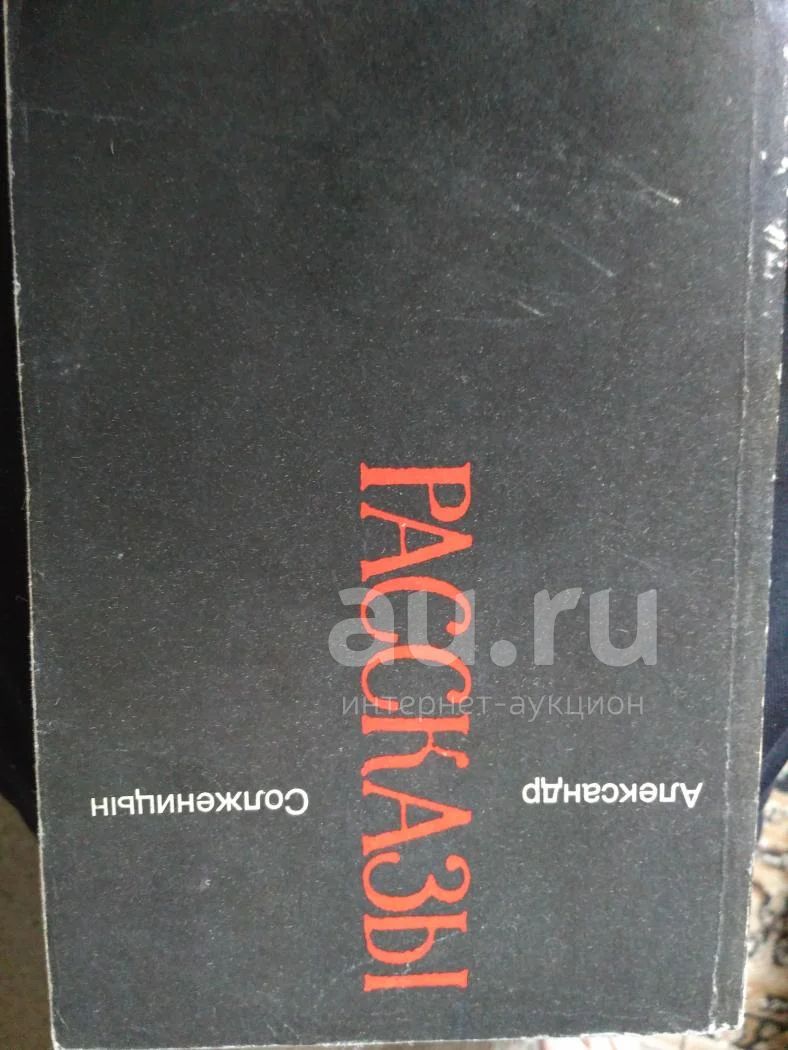 Александр
Солженицын
РАССКАЗЫ
au.ru
интернет-аукцион